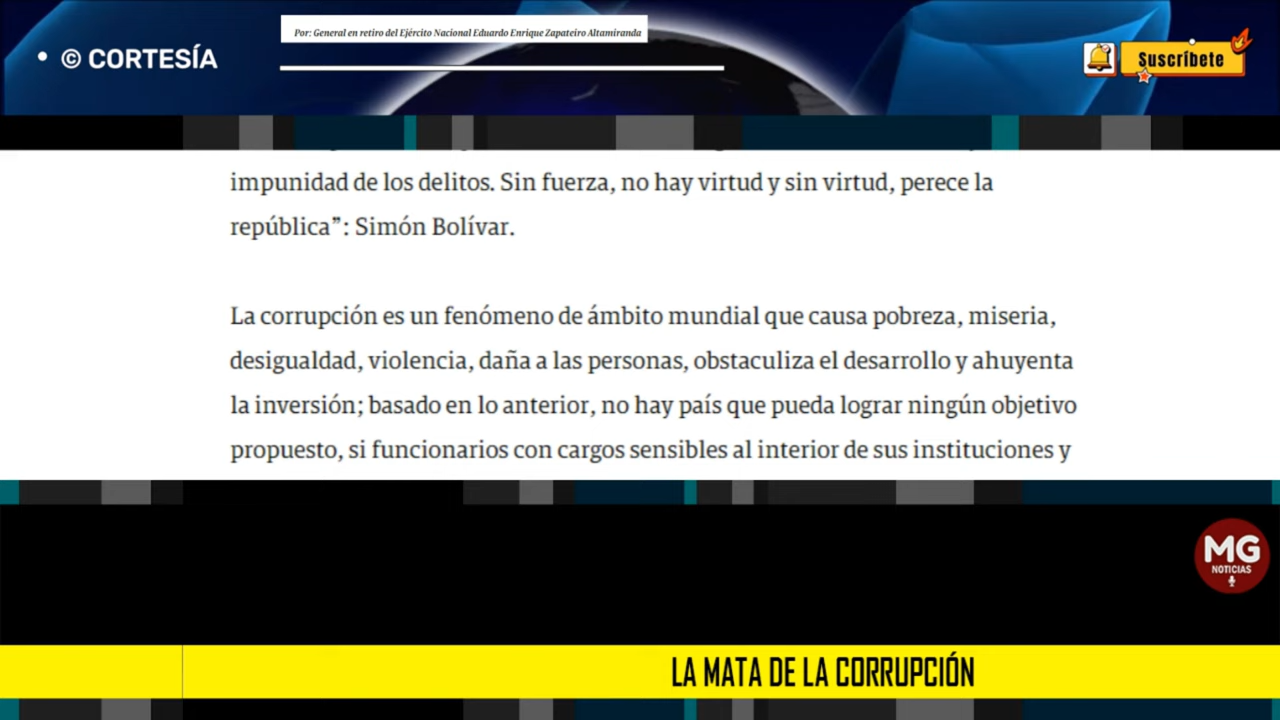 Por: General en retiro del Ejército Nacional Eduardo Enrique Zapateiro Altamiranda
• © CORTESÍA
Suscríbete
impunidad de los delitos. Sin fuerza, no hay virtud y sin virtud, perece la
república”: Simón Bolívar.
La corrupción es un fenómeno de ámbito mundial que causa pobreza, miseria,
desigualdad, violencia, daña a las personas, obstaculiza el desarrollo y ahuyenta
la inversión; basado en lo anterior, no hay país que pueda lograr ningún objetivo
propuesto, si funcionarios con cargos sensibles al interior de sus instituciones y
MG
NOTICIAS
LA MATA DE LA CORRUPCIÓN